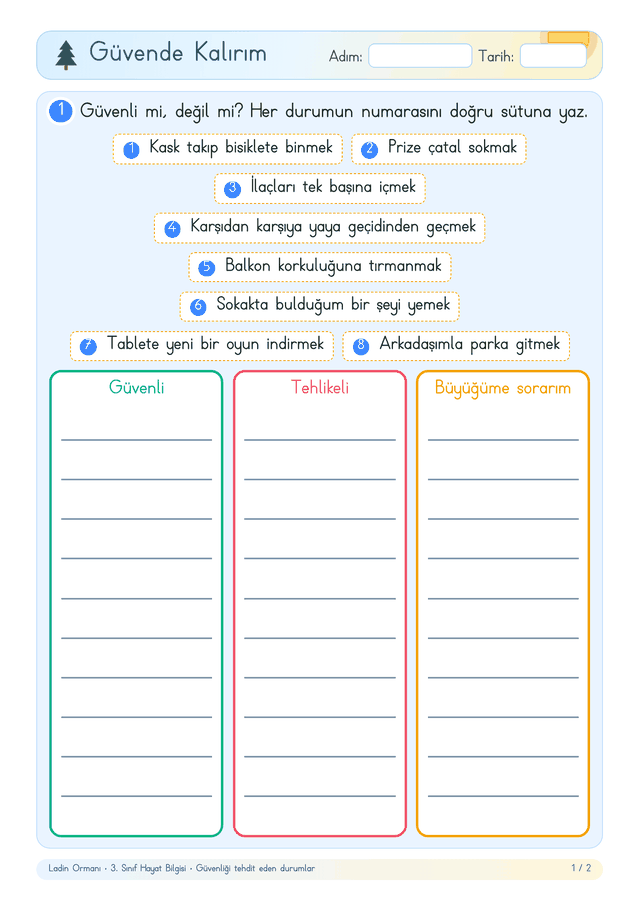 Güvende Kalırım
Adım:
Tarih:
1 Güvenli mi, değil mi? Her durumun numarasını doğru sütuna yaz.
1 Kask takıp bisiklete binmek
2 Prize çatal sokmak
3 İlaçları tek başına içmek
4 Karşıdan karşıya yaya geçidinden geçmek
5 Balkon korkuluğuna tırmanmak
6 Sokakta bulduğum bir şeyi yemek
7 Tablete yeni bir oyun indirmek
8 Arkadaşımla parka gitmek
Güvenli
Tehlikeli
Büyüğüme sorarım
Ladin Ormanı • 3. Sınıf Hayat Bilgisi • Güvenliği tehdit eden durumlar
1 / 2